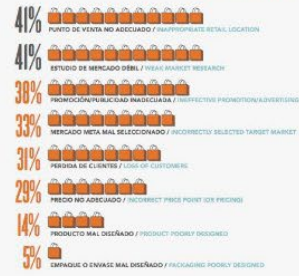 41%
PUNTO DE VENTA NO ADECUADO / INAPPROPRIATE RETAIL LOCATION
41%
ESTUDIO DE MERCADO DÉBIL / WEAK MARKET RESEARCH
38%
PROMOCIÓN/PUBLICIDAD INADECUADA / INEFFECTIVE PROMOTION/ADVERTISING
33%
MERCADO META MAL SELECCIONADO / INCORRECTLY SELECTED TARGET MARKET
31%
PERDIDA DE CLIENTES / LOSS OF CUSTOMERS
29%
PRECIO NO ADECUADO / INCORRECT PRICE POINT (OR PRICING)
14%
PRODUCTO MAL DISEÑADO / PRODUCT POORLY DESIGNED
5%
EMPAQUE O ENVASE MAL DISEÑADO / PACKAGING POORLY DESIGNED